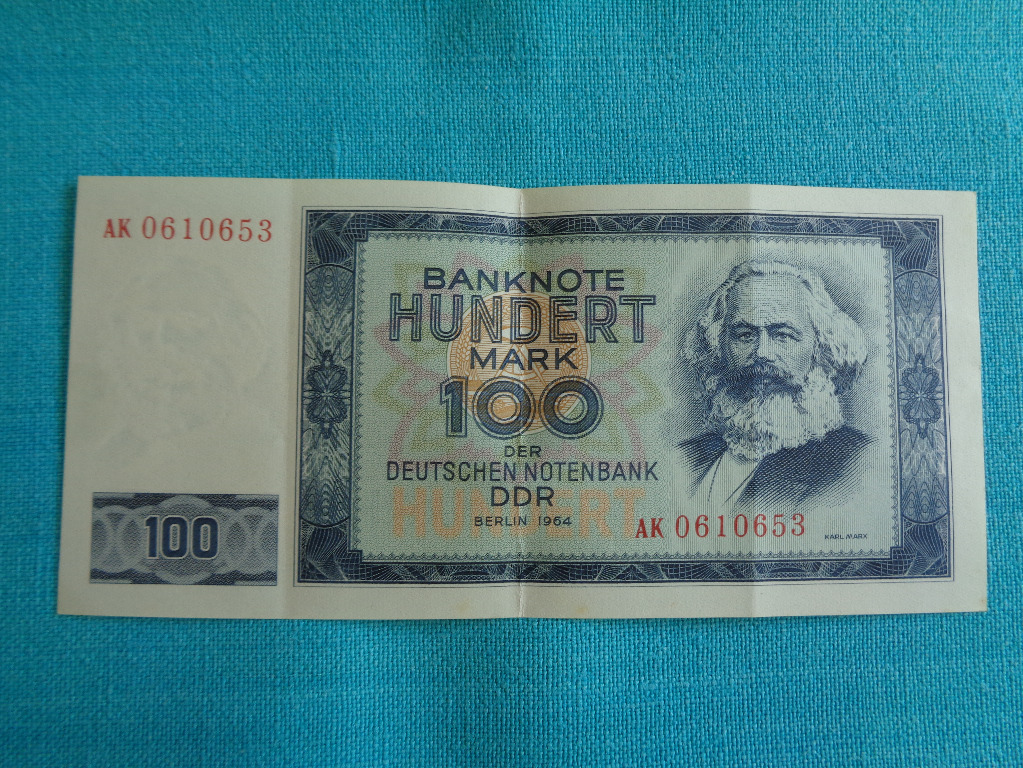 AK 0610653
BANKNOTE
HUNDERT
MARK
100
DER
DEUTSCHEN NOTENBANK
DDR
HUNDERT
BERLIN 1964
AK 0610653
KARL MARX
100